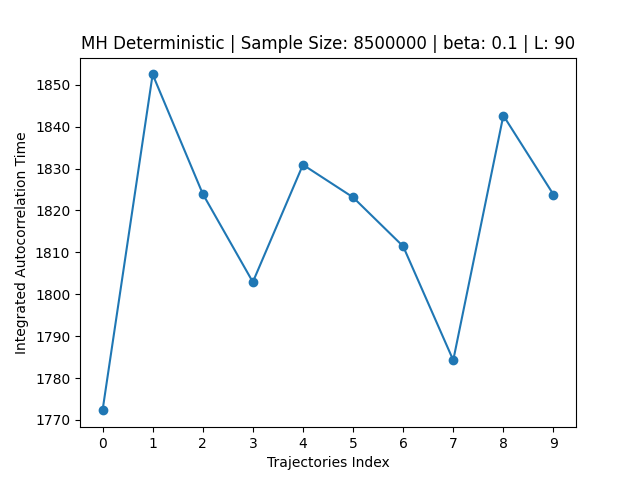 MH Deterministic | Sample Size: 8500000 | beta: 0.1 | L: 90
Integrated Autocorrelation Time
1850
1840
1830
1820
1810
1800
1790
1780
1770
0 1 2 3 4 5 6 7 8 9
Trajectories Index